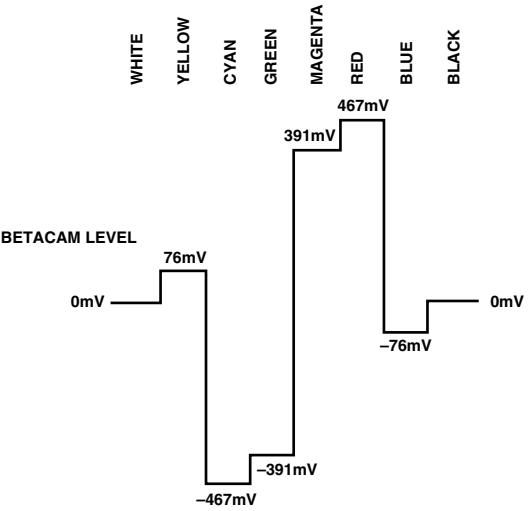 WHITE
YELLOW
CYAN
GREEN
MAGENTA
RED
BLUE
BLACK
467mV
391mV
BETACAM LEVEL
76mV
0mV
0mV
–76mV
–391mV
–467mV